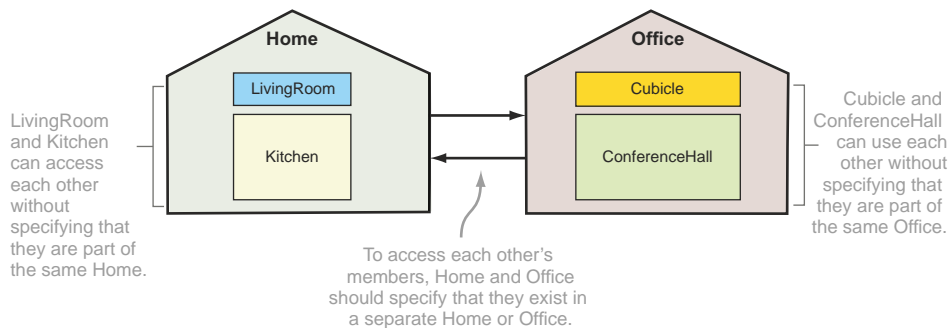 Home
Office
LivingRoom
Kitchen
Cubicle
ConferenceHall
LivingRoom
and Kitchen
can access
each other
without
specifying that
they are part of
the same Home.
Cubicle and
ConferenceHall
can use each
other without
specifying that
they are part of
the same Office.
To access each other’s
members, Home and Office
should specify that they exist in
a separate Home or Office.